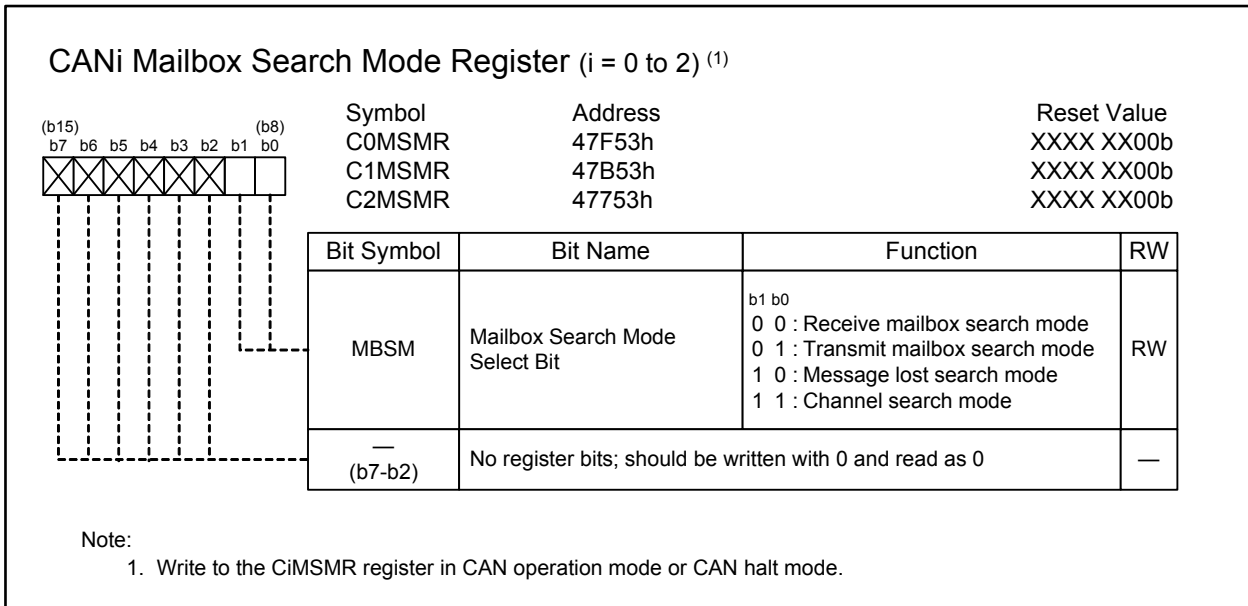 CANi Mailbox Search Mode Register (i = 0 to 2) (1)
(b15) (b8)
b7 b6 b5 b4 b3 b2 b1 b0
Symbol Address Reset Value
C0MSMR 47F53h XXXX XX00b
C1MSMR 47B53h XXXX XX00b
C2MSMR 47753h XXXX XX00b
Bit Symbol Bit Name Function RW
MBSM
Mailbox Search Mode
Select Bit
b1 b0
0 0 : Receive mailbox search mode
0 1 : Transmit mailbox search mode
1 0 : Message lost search mode
1 1 : Channel search mode
RW
—
(b7-b2)
No register bits; should be written with 0 and read as 0
—
Note:
1. Write to the CiMSMR register in CAN operation mode or CAN halt mode.